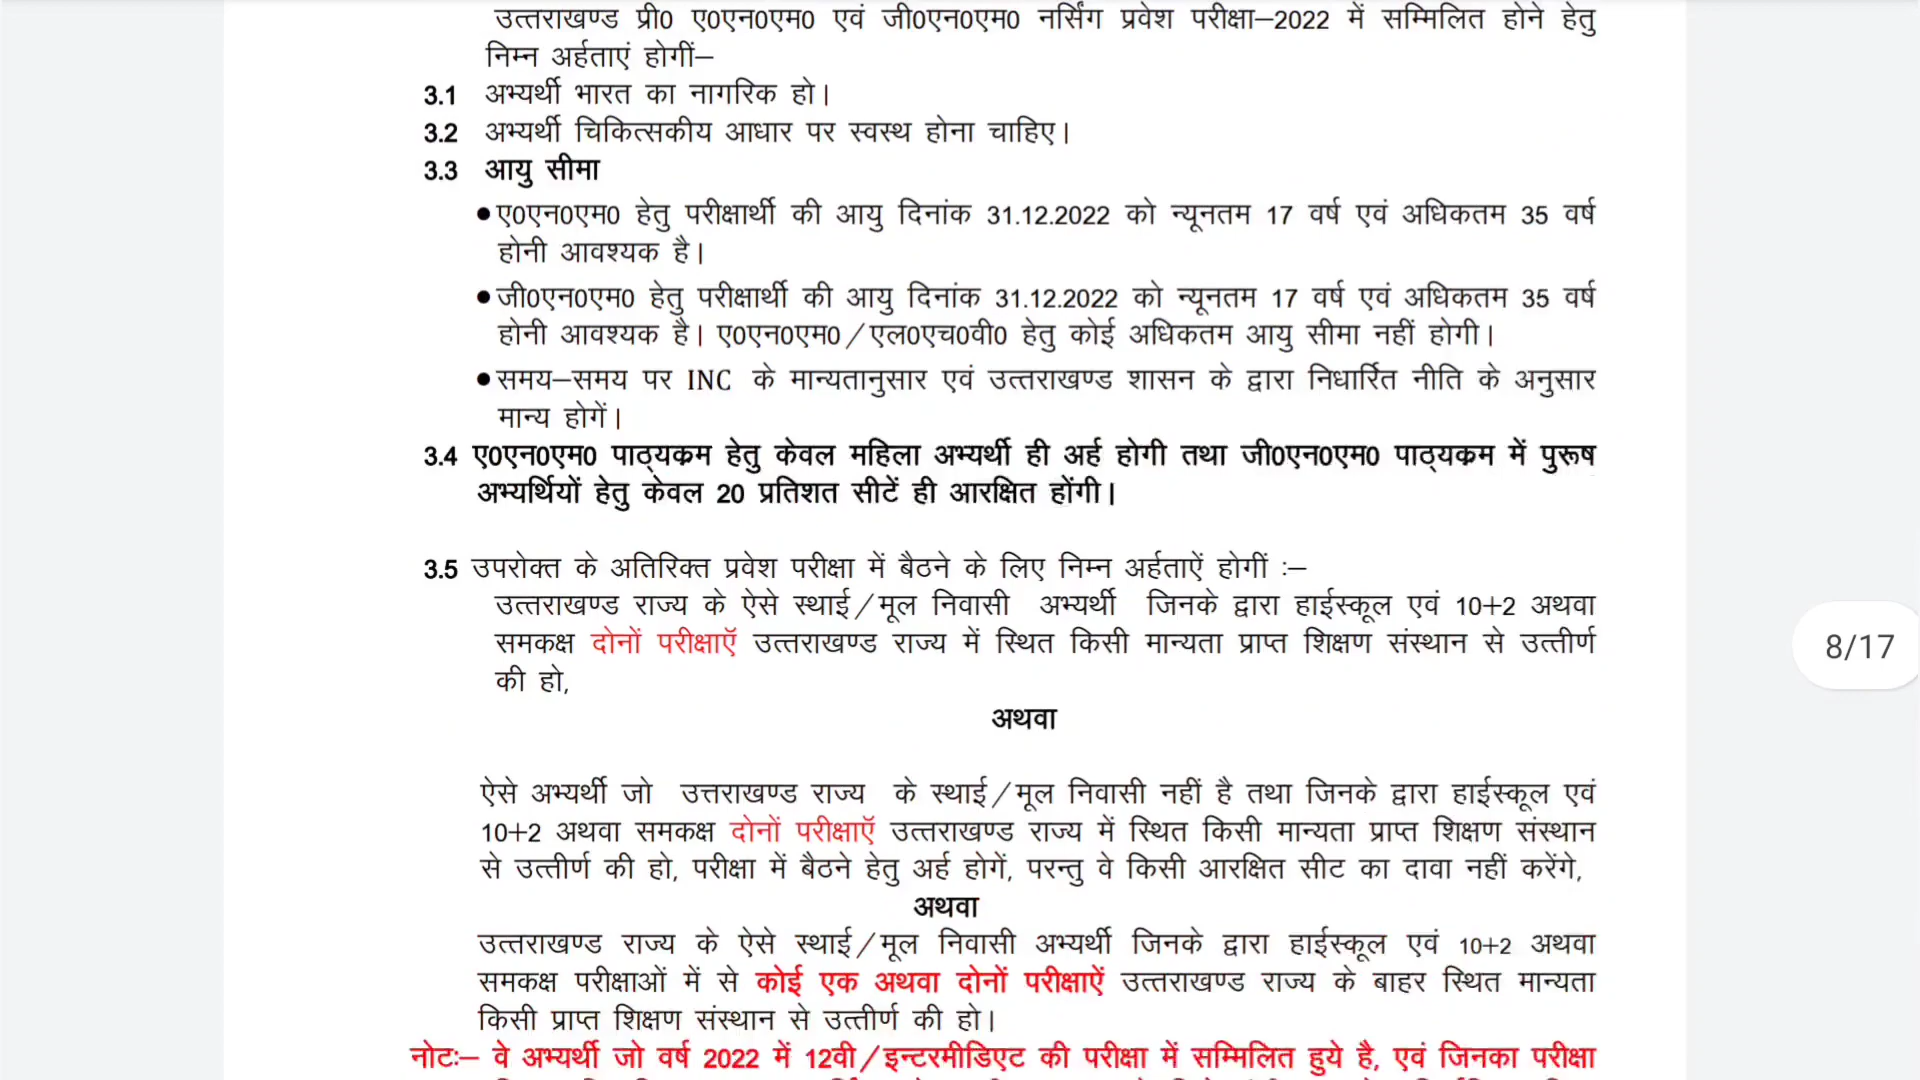 उत्तराखण्ड प्री0 ए0एन0एम0 एवं जी0एन0एम0 नर्सिंग प्रवेश परीक्षा–2022 में सम्मिलित होने हेतु
निम्न अर्हताएं होगीं–
3.1 अभ्यर्थी भारत का नागरिक हो।
3.2 अभ्यर्थी चिकित्सकीय आधार पर स्वस्थ होना चाहिए।
3.3 आयु सीमा
●ए0एन0एम0 हेतु परीक्षार्थी की आयु दिनांक 31.12.2022 को न्यूनतम 17 वर्ष एवं अधिकतम 35 वर्ष
होनी आवश्यक है।
●जी0एन0एम0 हेतु परीक्षार्थी की आयु दिनांक 31.12.2022 को न्यूनतम 17 वर्ष एवं अधिकतम 35 वर्ष
होनी आवश्यक है। ए0एन0एम0/एल0एच0वी0 हेतु कोई अधिकतम आयु सीमा नहीं होगी।
●समय–समय पर INC के मान्यतानुसार एवं उत्तराखण्ड शासन के द्वारा निर्धारित नीति के अनुसार
मान्य होगें।
3.4 ए0एन0एम0 पाठ्यक्रम हेतु केवल महिला अभ्यर्थी ही अर्ह होगी तथा जी0एन0एम0 पाठ्यक्रम में पुरूष
अभ्यर्थियों हेतु केवल 20 प्रतिशत सीटें ही आरक्षित होंगी।
3.5 उपरोक्त के अतिरिक्त प्रवेश परीक्षा में बैठने के लिए निम्न अर्हताऐं होगीं :–
उत्तराखण्ड राज्य के ऐसे स्थाई/मूल निवासी अभ्यर्थी जिनके द्वारा हाईस्कूल एवं 10+2 अथवा
समकक्ष दोनों परीक्षाऍ उत्तराखण्ड राज्य में स्थित किसी मान्यता प्राप्त शिक्षण संस्थान से उत्तीर्ण
की हो,
अथवा
ऐसे अभ्यर्थी जो उत्तराखण्ड राज्य के स्थाई/मूल निवासी नहीं है तथा जिनके द्वारा हाईस्कूल एवं
10+2 अथवा समकक्ष दोनों परीक्षाऍ उत्तराखण्ड राज्य में स्थित किसी मान्यता प्राप्त शिक्षण संस्थान
से उत्तीर्ण की हो, परीक्षा में बैठने हेतु अर्ह होगें, परन्तु वे किसी आरक्षित सीट का दावा नहीं करेंगे,
अथवा
उत्तराखण्ड राज्य के ऐसे स्थाई/मूल निवासी अभ्यर्थी जिनके द्वारा हाईस्कूल एवं 10+2 अथवा
समकक्ष परीक्षाओं में से कोई एक अथवा दोनों परीक्षाऐं उत्तराखण्ड राज्य के बाहर स्थित मान्यता
किसी प्राप्त शिक्षण संस्थान से उत्तीर्ण की हो।
नोटः– वे अभ्यर्थी जो वर्ष 2022 में 12वी/इन्टरमीडिएट की परीक्षा में सम्मिलित हुये है, एवं जिनका परीक्षा
8/17